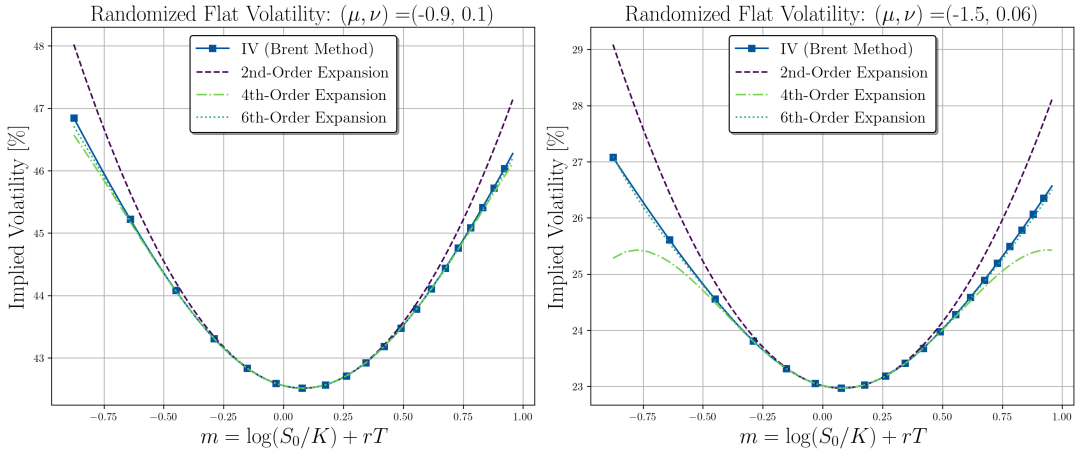 Randomized Flat Volatility: (μ, ν) =(-0.9, 0.1)
IV (Brent Method)
2nd-Order Expansion
4th-Order Expansion
6th-Order Expansion
Implied Volatility [%]
48
47
46
45
44
43
−0.75 −0.50 −0.25 0.00 0.25 0.50 0.75 1.00
m = log(S₀/K) + rT
Randomized Flat Volatility: (μ, ν) =(-1.5, 0.06)
IV (Brent Method)
2nd-Order Expansion
4th-Order Expansion
6th-Order Expansion
Implied Volatility [%]
29
28
27
26
25
24
23
−0.75 −0.50 −0.25 0.00 0.25 0.50 0.75 1.00
m = log(S₀/K) + rT